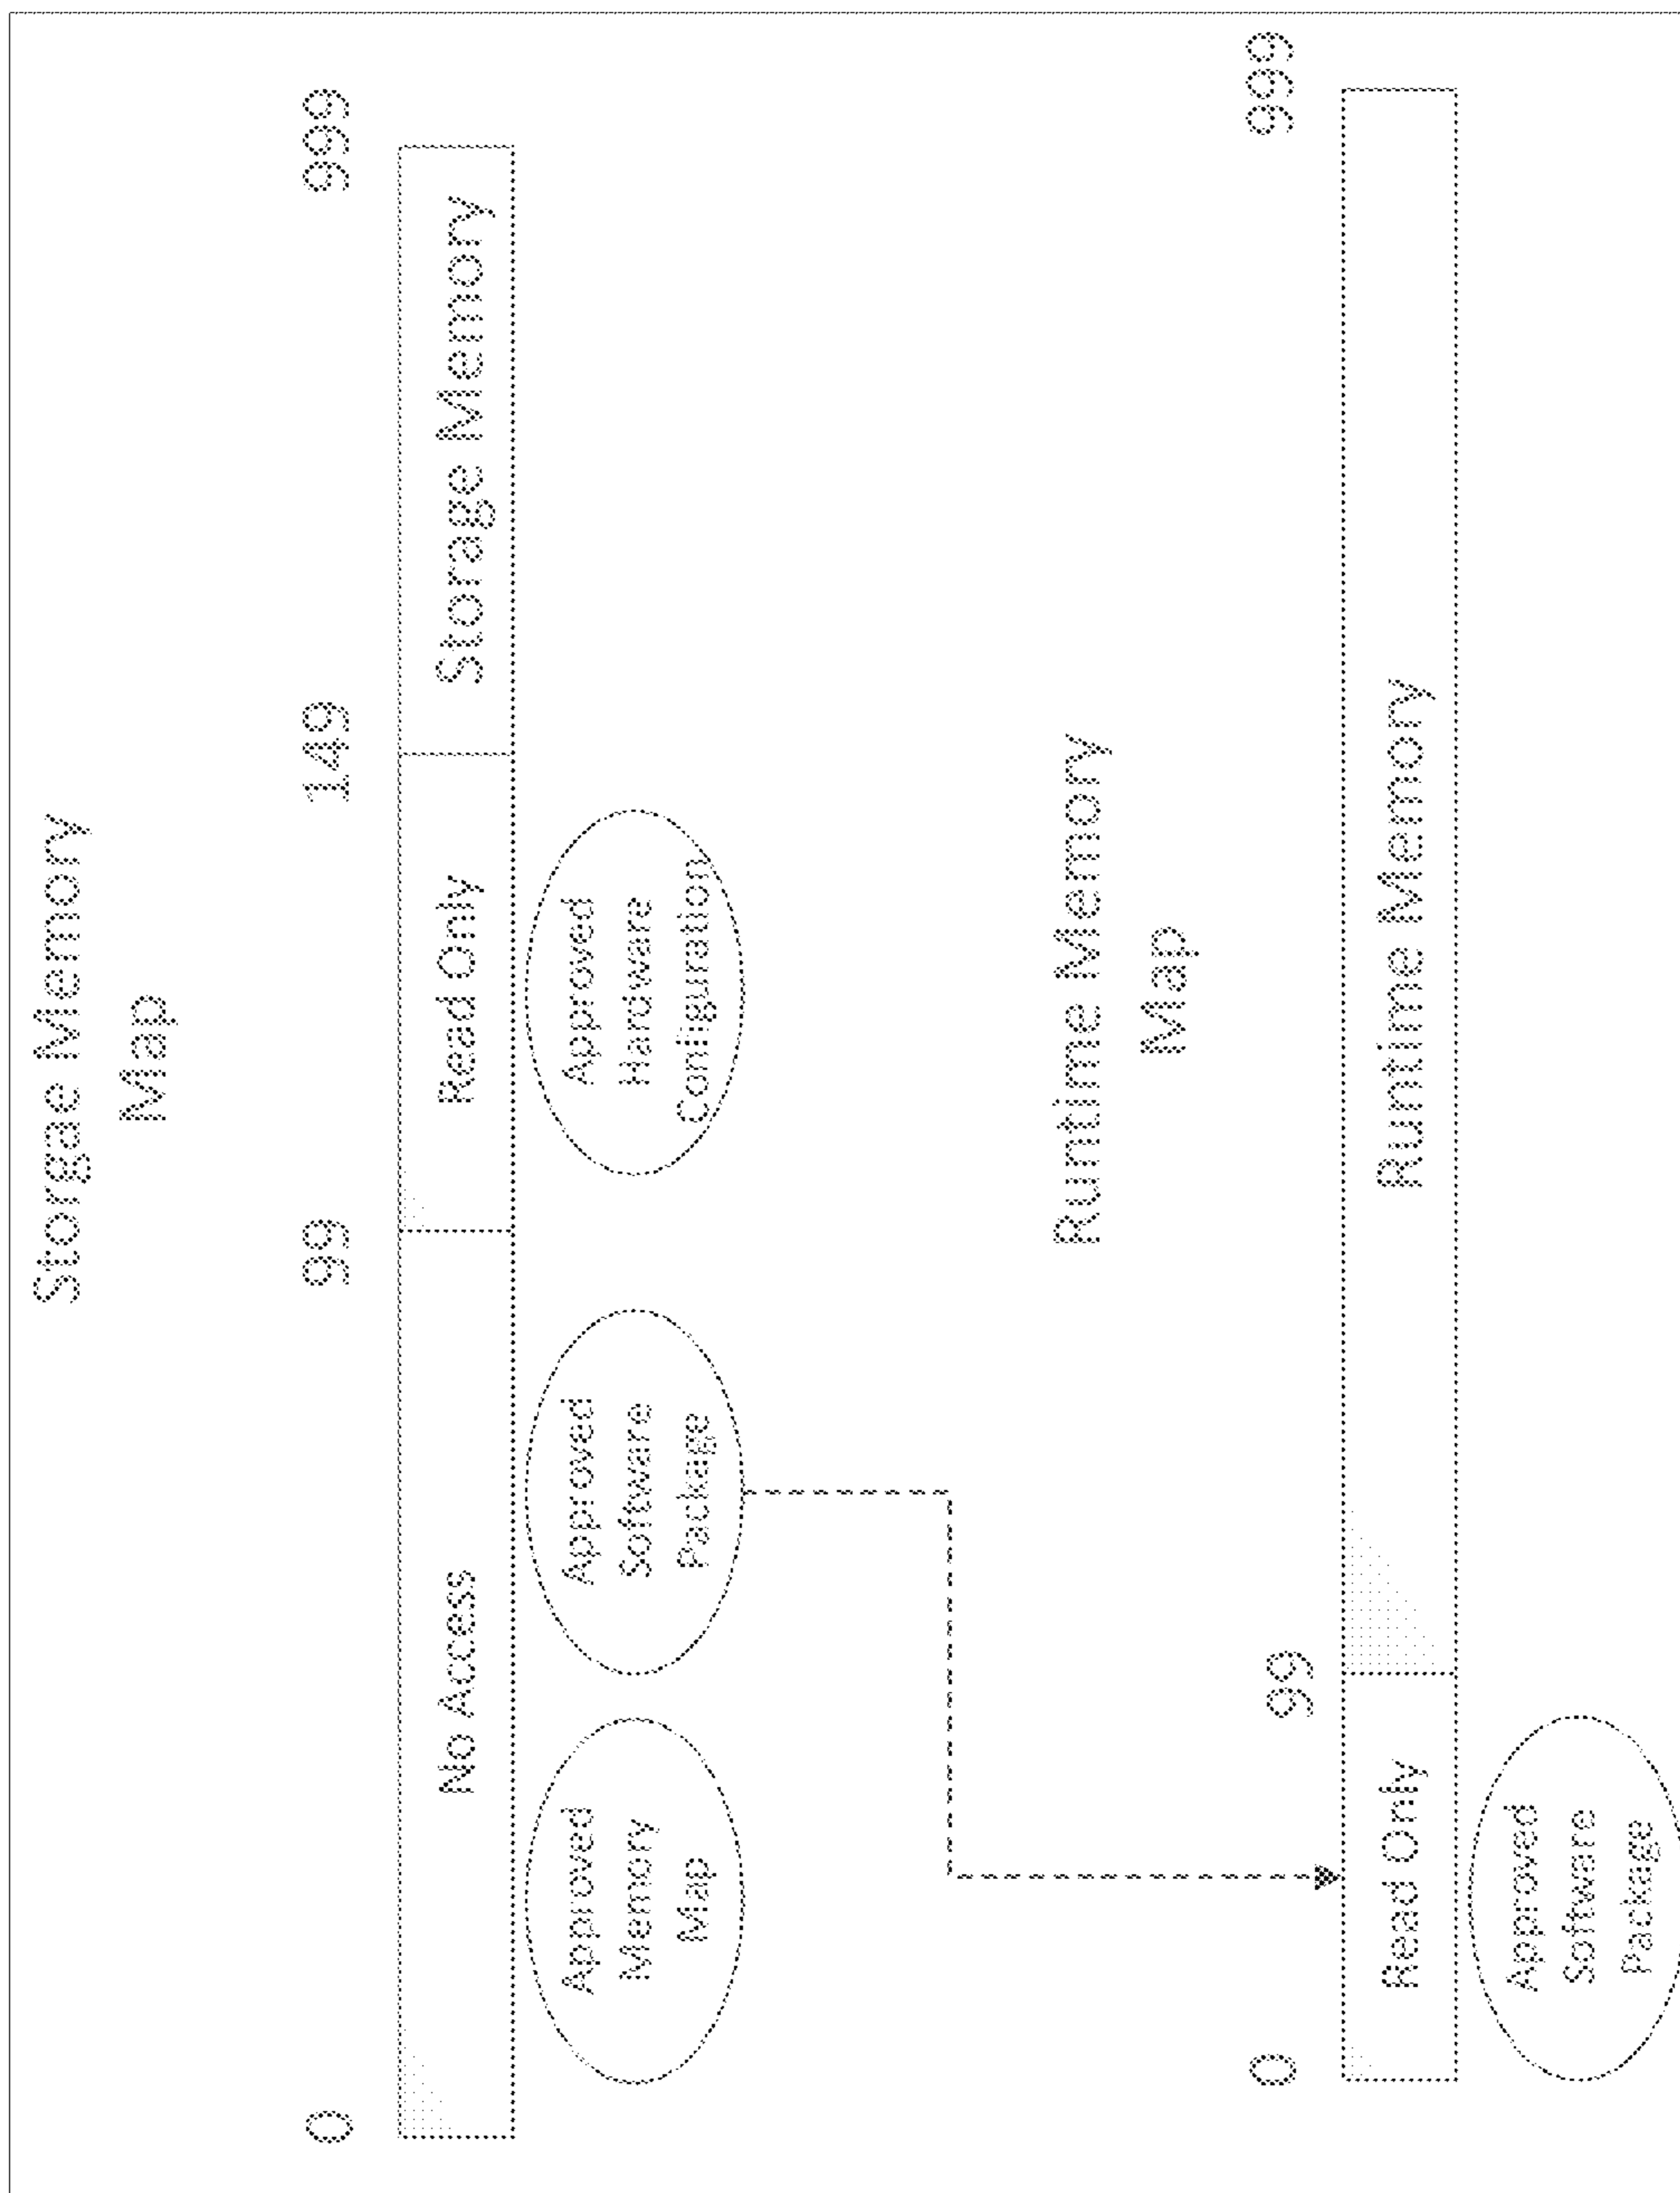 Storgae Memory
Map
0 99 149 999
No Access Read Only Storage Memory
Approved
Memory
Map
Approved
Software
Package
Approved
Hardware
Configuration
Runtime Memory
Map
0 99 999
Read Only Runtime Memory
Approved
Software
Package